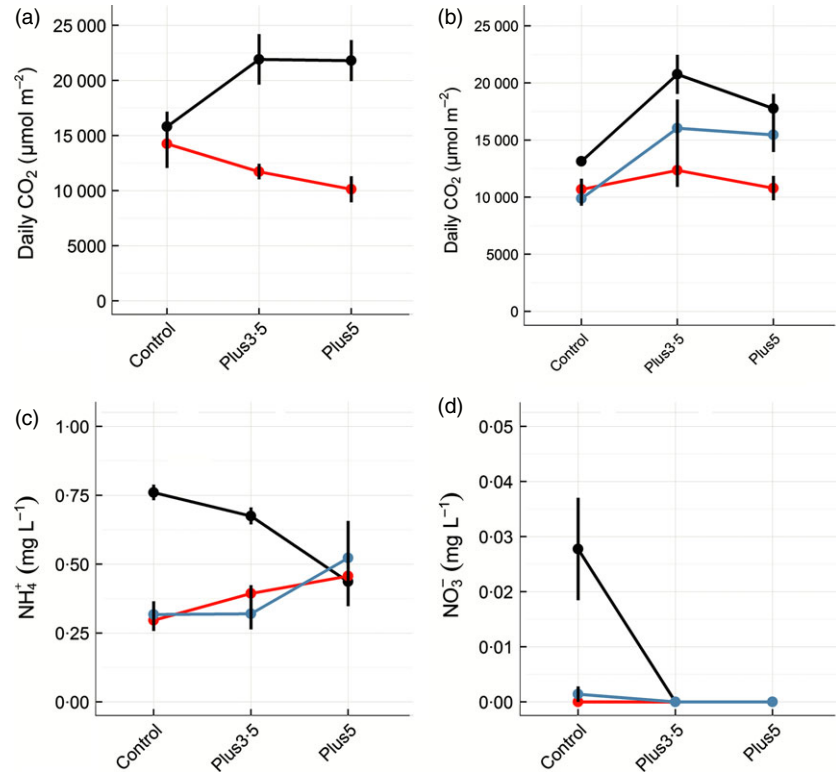 (a)
Daily CO₂ (µmol m⁻²)
25 000
20 000
15 000
10 000
5000
0
Control
Plus3·5
Plus5
(b)
Daily CO₂ (µmol m⁻²)
25 000
20 000
15 000
10 000
5000
0
Control
Plus3·5
Plus5
(c)
NH₄⁺ (mg L⁻¹)
1·00
0·75
0·50
0·25
0·00
Control
Plus3·5
Plus5
(d)
NO₃⁻ (mg L⁻¹)
0·05
0·04
0·03
0·02
0·01
0·00
Control
Plus3·5
Plus5